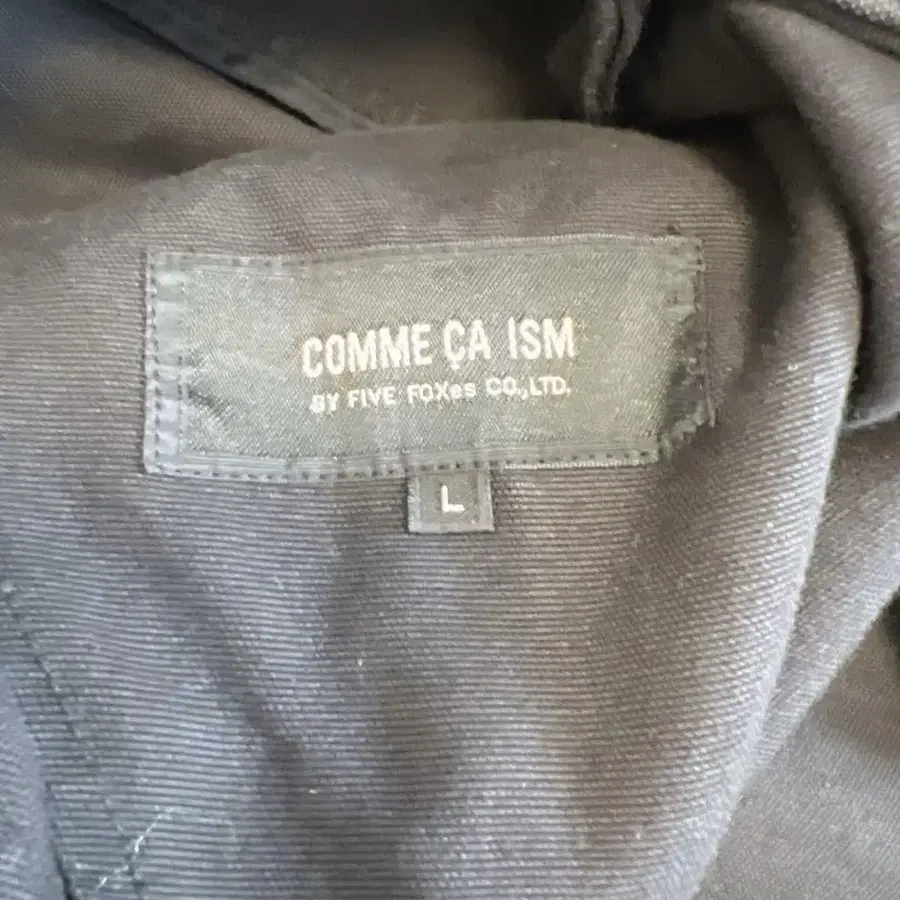 COMME ÇA ISM
BY FIVE FOXes CO.,LTD.
L